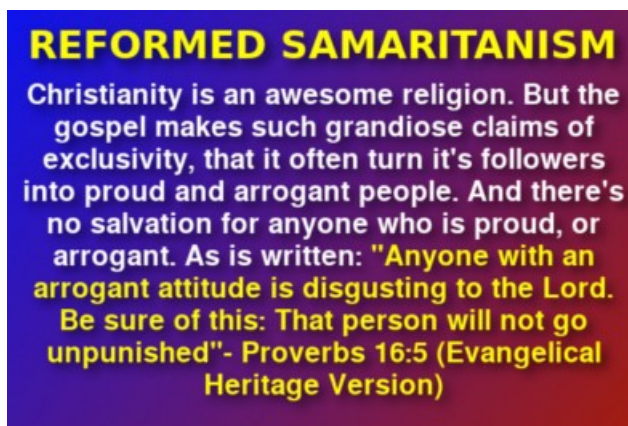 REFORMED SAMARITANISM
Christianity is an awesome religion. But the
gospel makes such grandiose claims of
exclusivity, that it often turn it's followers
into proud and arrogant people. And there's
no salvation for anyone who is proud, or
arrogant. As is written: "Anyone with an
arrogant attitude is disgusting to the Lord.
Be sure of this: That person will not go
unpunished"- Proverbs 16:5 (Evangelical
Heritage Version)